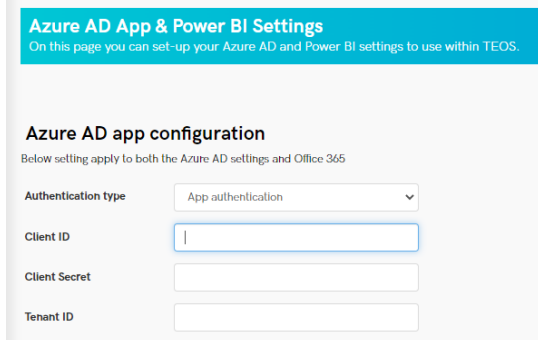 Azure AD App & Power BI Settings
On this page you can set-up your Azure AD and Power BI settings to use within TEOS.
Azure AD app configuration
Below setting apply to both the Azure AD settings and Office 365
Authentication type
App authentication
Client ID
Client Secret
Tenant ID